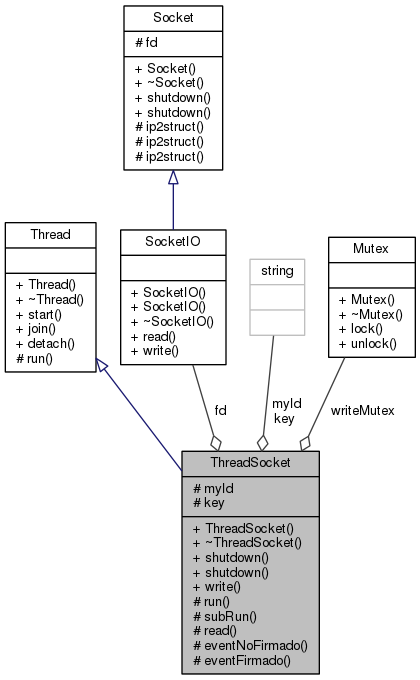 Socket
# fd
+ Socket()
+ ~Socket()
+ shutdown()
+ shutdown()
# ip2struct()
# ip2struct()
# ip2struct()
Thread
+ Thread()
+ ~Thread()
+ start()
+ join()
+ detach()
# run()
SocketIO
+ SocketIO()
+ SocketIO()
+ ~SocketIO()
+ read()
+ write()
string
Mutex
+ Mutex()
+ ~Mutex()
+ lock()
+ unlock()
fd
myId
key
writeMutex
ThreadSocket
# myId
# key
+ ThreadSocket()
+ ~ThreadSocket()
+ shutdown()
+ shutdown()
+ write()
# run()
# subRun()
# read()
# eventNoFirmado()
# eventFirmado()